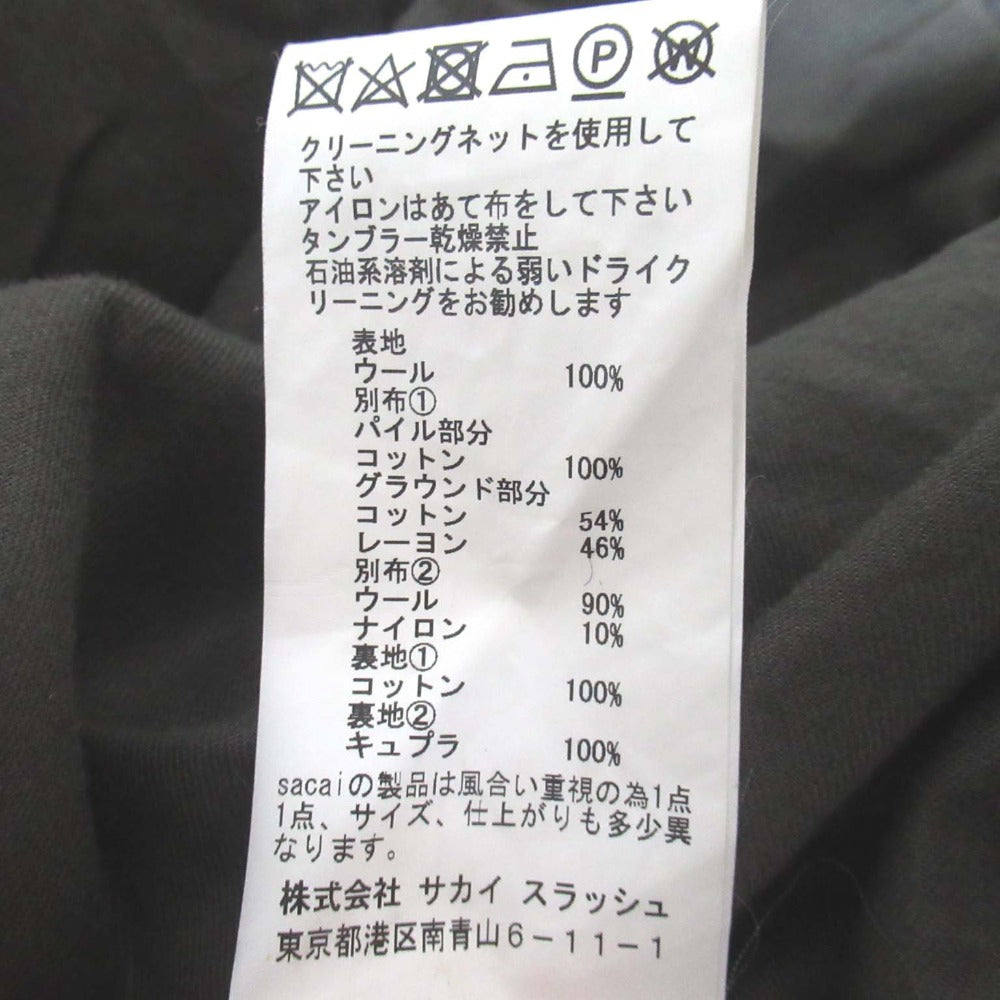 P W
クリーニングネットを使用して
下さい
アイロンはあて布をして下さい
タンブラー乾燥禁止
石油系溶剤による弱いドライク
リーニングをお勧めします
表地
ウール 100%
別布①
パイル部分
コットン 100%
グラウンド部分
コットン 54%
レーヨン 46%
別布②
ウール 90%
ナイロン 10%
裏地①
コットン 100%
裏地②
キュプラ 100%
sacaiの製品は風合い重視の為1点
1点、サイズ、仕上がりも多少異
なります。
株式会社 サカイ スラッシュ
東京都港区南青山6-11-1